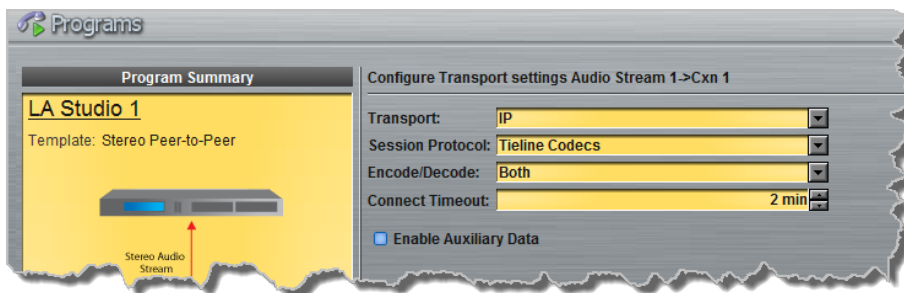 Programs
Program Summary
LA Studio 1
Template: Stereo Peer-to-Peer
Stereo Audio
Stream
Configure Transport settings Audio Stream 1->Cxn 1
Transport: IP
Session Protocol: Tieline Codecs
Encode/Decode: Both
Connect Timeout: 2 min
Enable Auxiliary Data